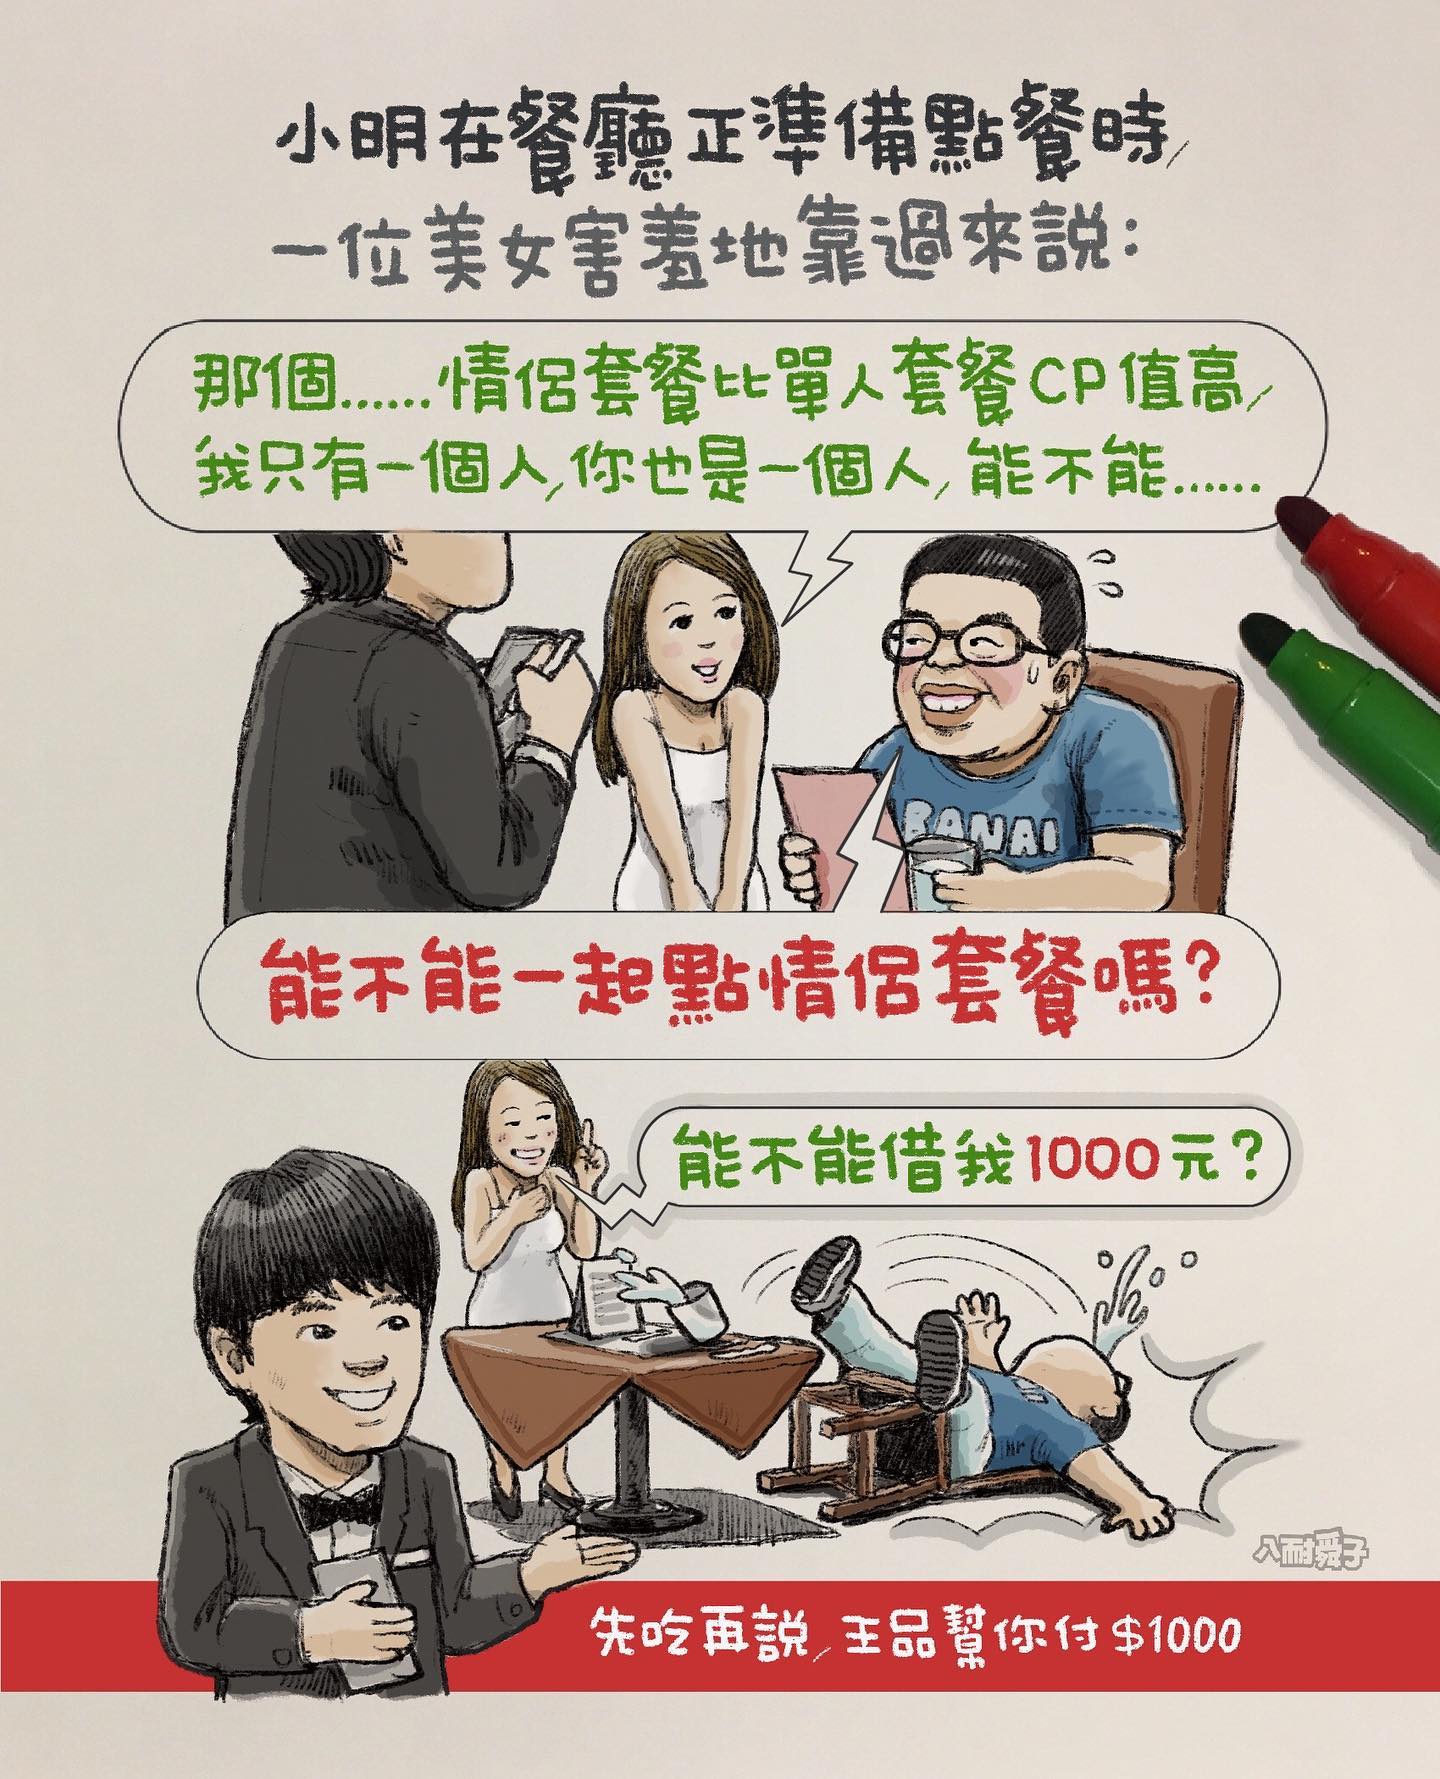 小明在餐廳正準備點餐時,
一位美女害羞地靠過來説:
那個......情侶套餐比單人套餐CP值高,
我只有一個人,你也是一個人,能不能......
BANAI
能不能一起點情侶套餐嗎?
能不能借我1000元?
八耐舜子
先吃再説,王品幫你付$1000